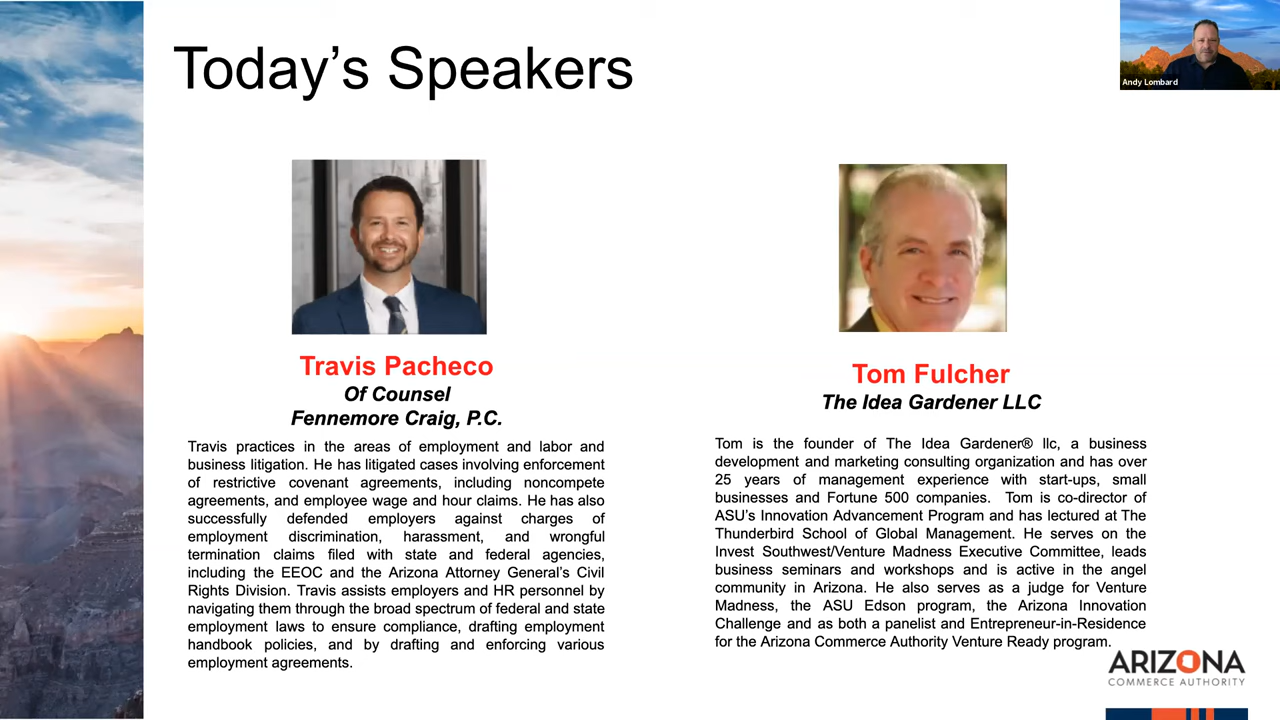 Today's Speakers
Andy Lombard
Travis Pacheco
Of Counsel
Fennemore Craig, P.C.
Travis practices in the areas of employment and labor and
business litigation. He has litigated cases involving enforcement
of restrictive covenant agreements, including noncompete
agreements, and employee wage and hour claims. He has also
successfully defended employers against charges of
employment discrimination, harassment, and wrongful
termination claims filed with state and federal agencies,
including the EEOC and the Arizona Attorney General's Civil
Rights Division. Travis assists employers and HR personnel by
navigating them through the broad spectrum of federal and state
employment laws to ensure compliance, drafting employment
handbook policies, and by drafting and enforcing various
employment agreements.
Tom Fulcher
The Idea Gardener LLC
Tom is the founder of The Idea Gardener® llc, a business
development and marketing consulting organization and has over
25 years of management experience with start-ups, small
businesses and Fortune 500 companies. Tom is co-director of
ASU's Innovation Advancement Program and has lectured at The
Thunderbird School of Global Management. He serves on the
Invest Southwest/Venture Madness Executive Committee, leads
business seminars and workshops and is active in the angel
community in Arizona. He also serves as a judge for Venture
Madness, the ASU Edson program, the Arizona Innovation
Challenge and as both a panelist and Entrepreneur-in-Residence
for the Arizona Commerce Authority Venture Ready program.
ARIZONA
COMMERCE AUTHORITY